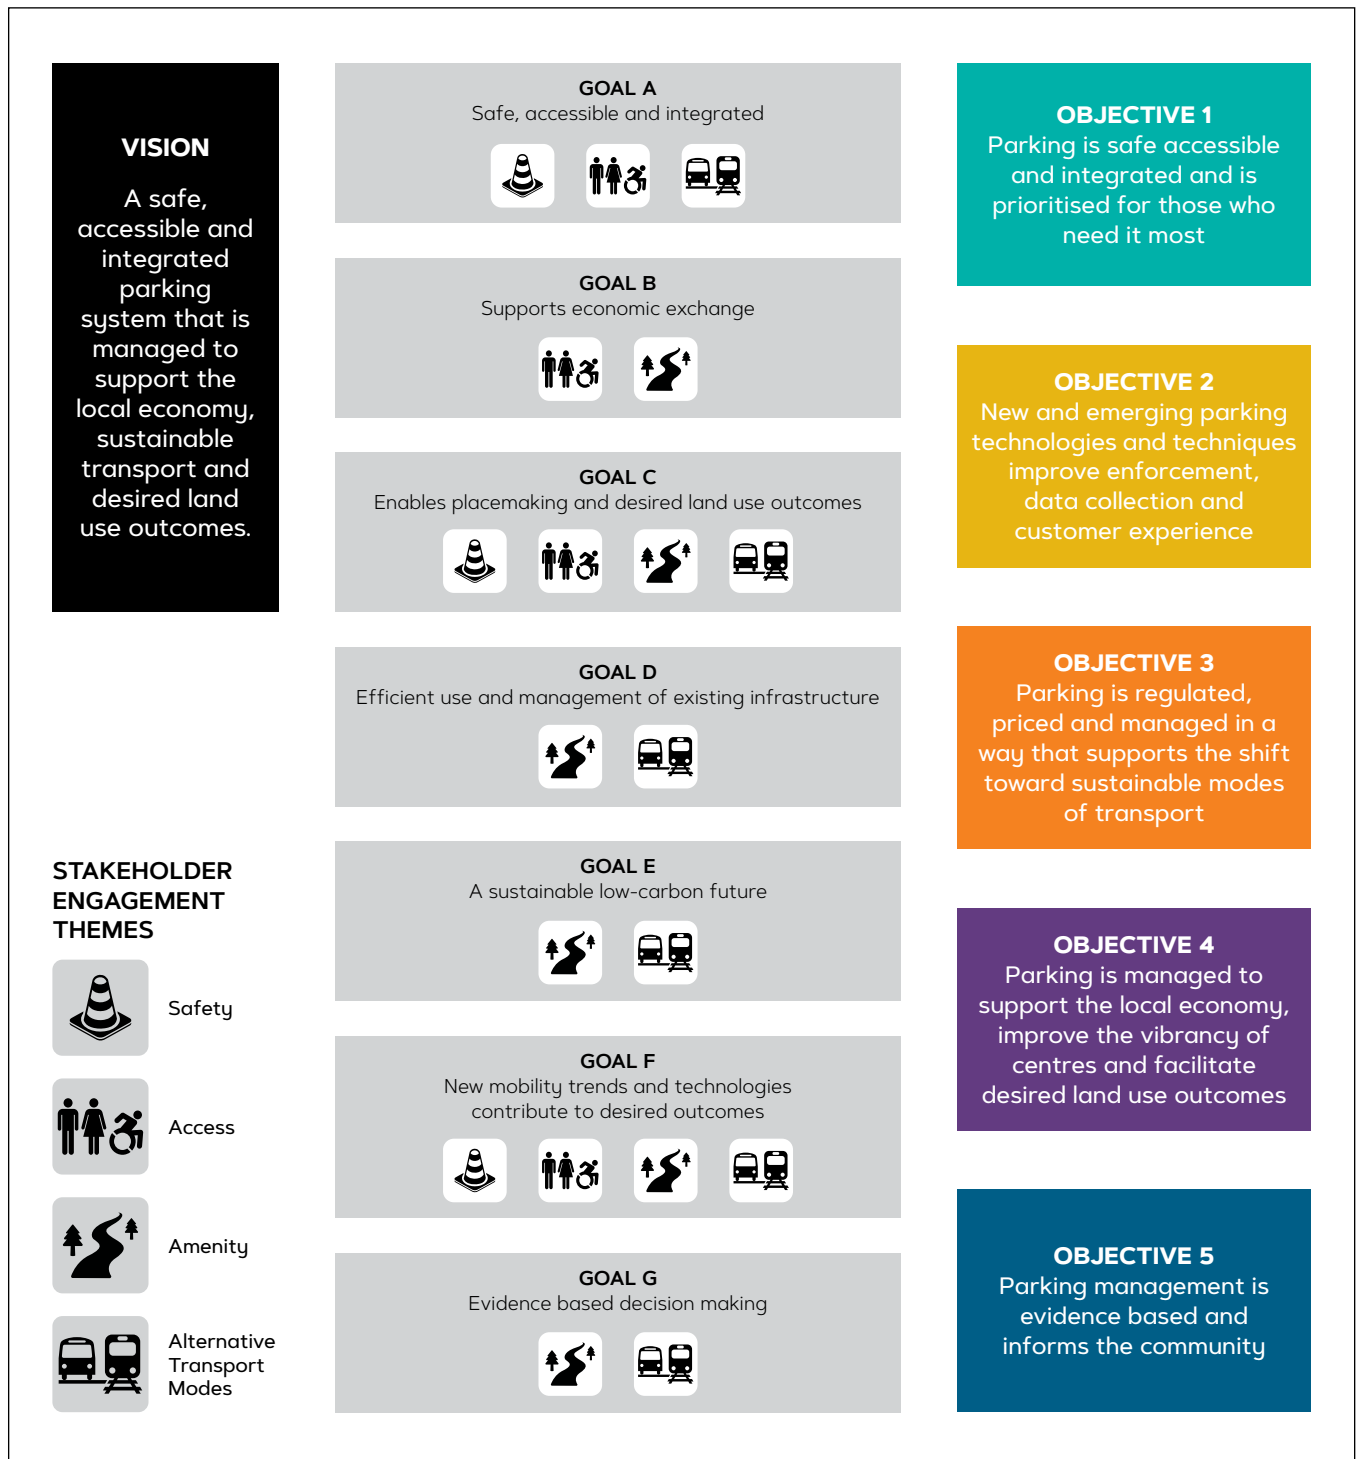 VISION
A safe,
accessible and
integrated
parking
system that is
managed to
support the
local economy,
sustainable
transport and
desired land
use outcomes.
STAKEHOLDER
ENGAGEMENT
THEMES
Safety
Access
Amenity
Alternative
Transport
Modes
GOAL A
Safe, accessible and integrated
GOAL B
Supports economic exchange
GOAL C
Enables placemaking and desired land use outcomes
GOAL D
Efficient use and management of existing infrastructure
GOAL E
A sustainable low-carbon future
GOAL F
New mobility trends and technologies
contribute to desired outcomes
GOAL G
Evidence based decision making
OBJECTIVE 1
Parking is safe accessible
and integrated and is
prioritised for those who
need it most
OBJECTIVE 2
New and emerging parking
technologies and techniques
improve enforcement,
data collection and
customer experience
OBJECTIVE 3
Parking is regulated,
priced and managed in a
way that supports the shift
toward sustainable modes
of transport
OBJECTIVE 4
Parking is managed to
support the local economy,
improve the vibrancy of
centres and facilitate
desired land use outcomes
OBJECTIVE 5
Parking management is
evidence based and
informs the community